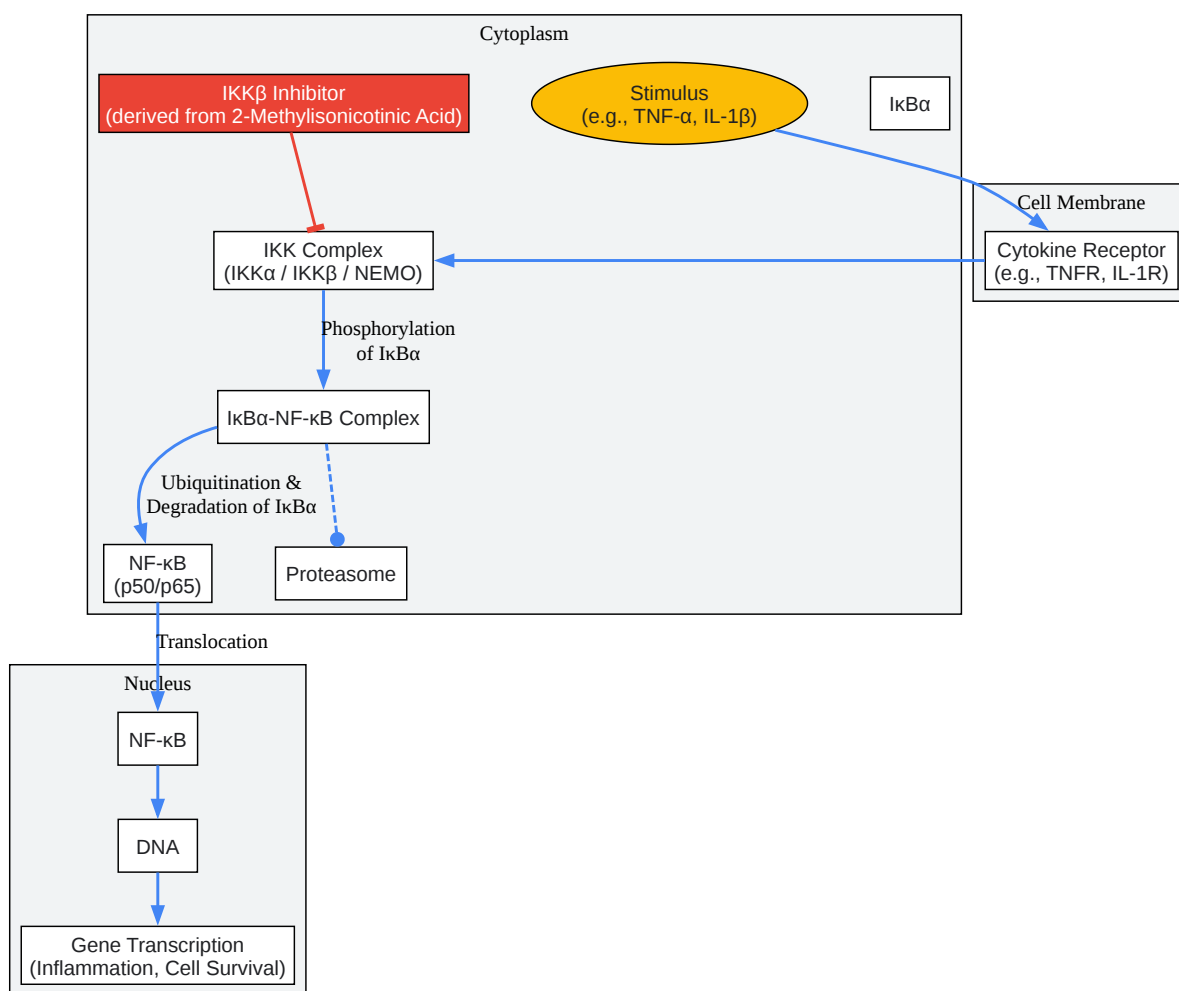 Cytoplasm
IKKβ Inhibitor
(derived from 2-Methylisonicotinic Acid)
Stimulus
(e.g., TNF-α, IL-1β)
IκBα
Cell Membrane
IKK Complex
(IKKα / IKKβ / NEMO)
Cytokine Receptor
(e.g., TNFR, IL-1R)
Phosphorylation
of IκBα
IκBα-NF-κB Complex
Ubiquitination &
Degradation of IκBα
NF-κB
(p50/p65)
Proteasome
Translocation
Nucleus
NF-κB
DNA
Gene Transcription
(Inflammation, Cell Survival)